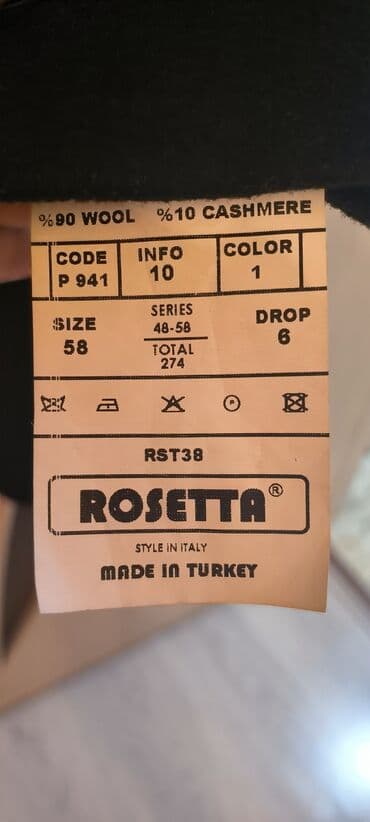 %90 WOOL %10 CASHMERE
CODE P 941
INFO 10
COLOR 1
SIZE 58
SERIES 48-58
TOTAL 274
DROP 6
RST38
ROSETTA®
STYLE IN ITALY
MADE IN TURKEY